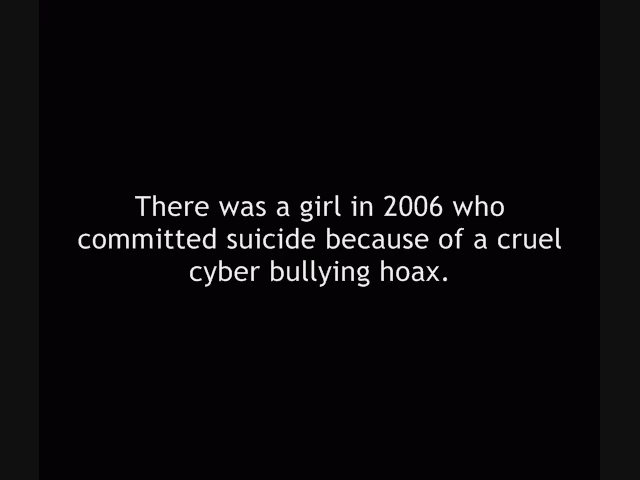 There was a girl in 2006 who
committed suicide because of a cruel
cyber bullying hoax.